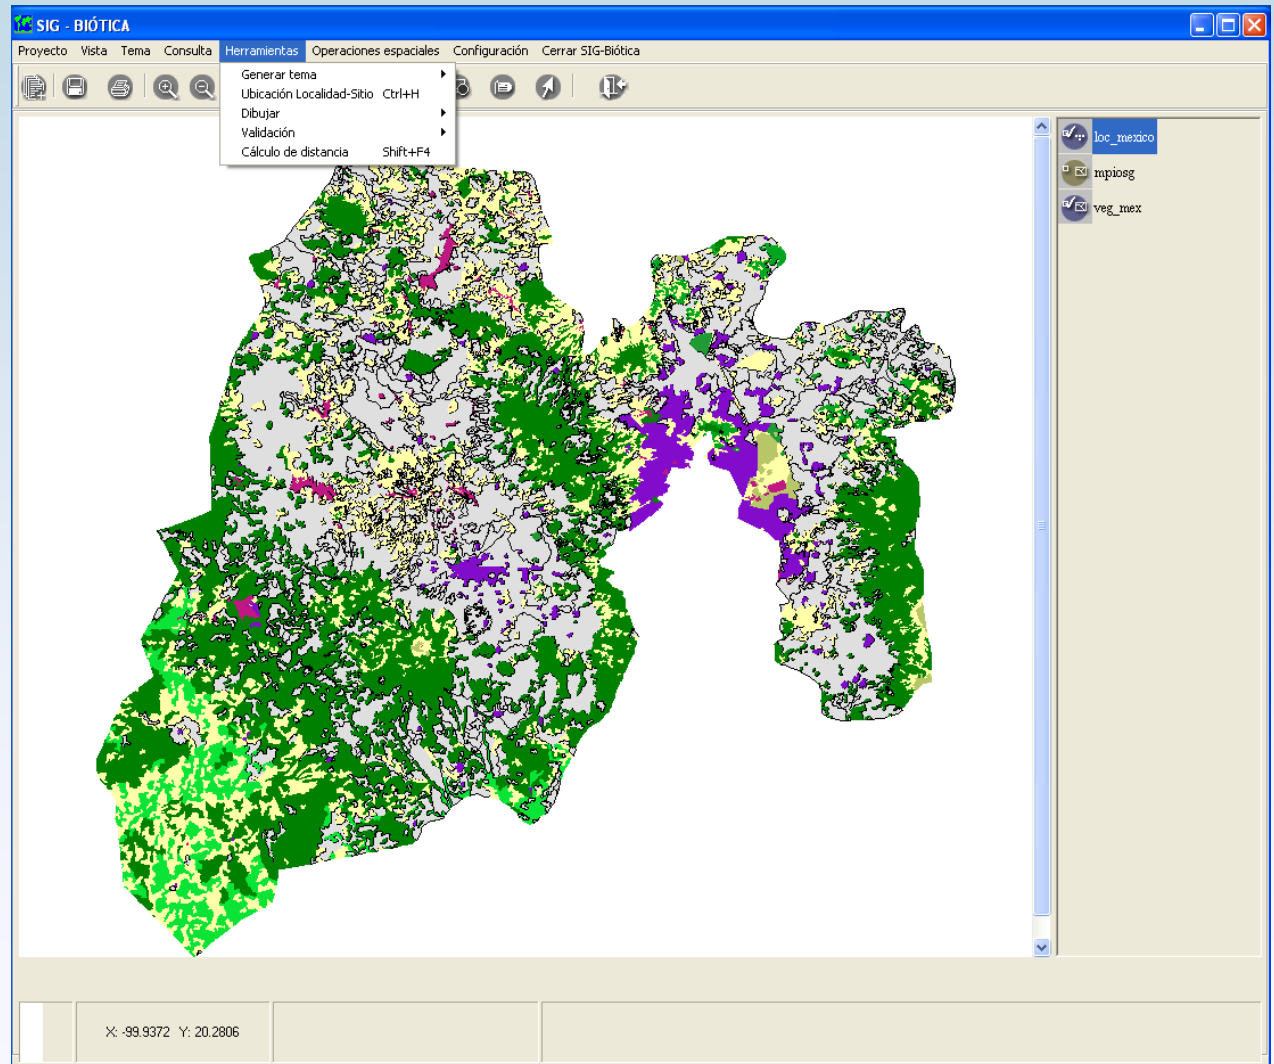 SIG - BIÓTICA
Proyecto Vista Tema Consulta Herramientas Operaciones espaciales Configuración Cerrar SIG-Biótica
Generar tema
Ubicación Localidad-Sitio Ctrl+H
Dibujar
Validación
Cálculo de distancia Shift+F4
loc_mexico
mpiosg
veg_mex
X: -99.9372 Y: 20.2806